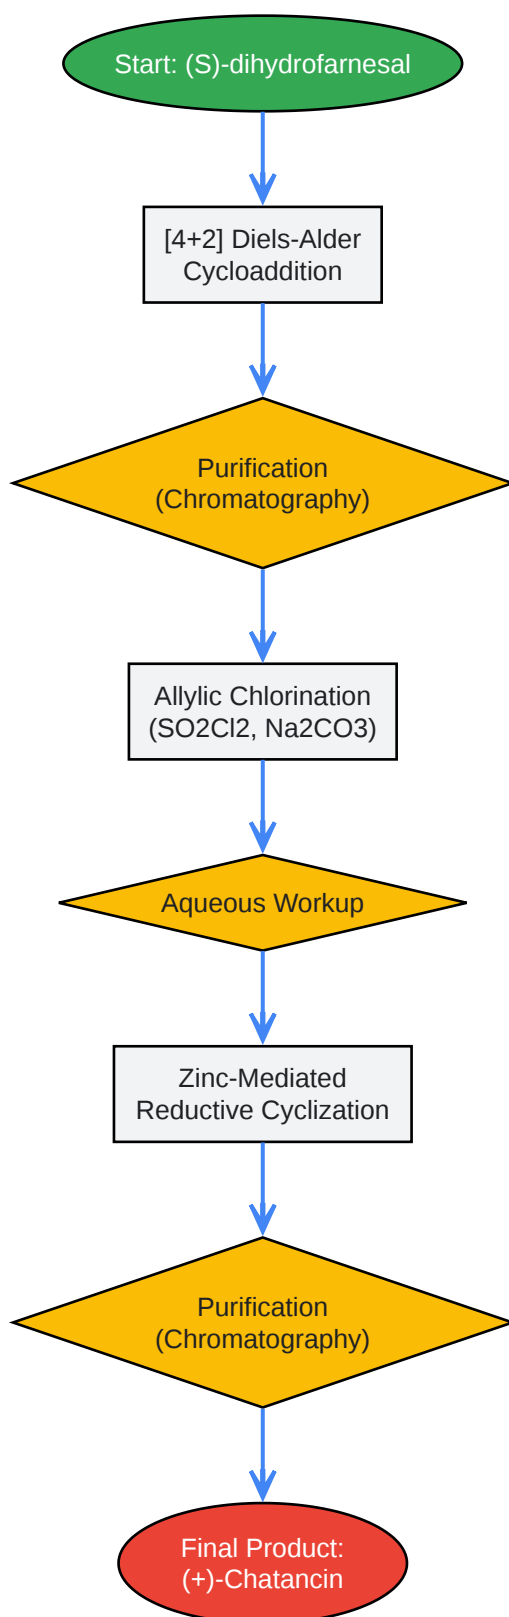 Start: (S)-dihydrofarnesal
[4+2] Diels-Alder
Cycloaddition
Purification
(Chromatography)
Allylic Chlorination
(SO2Cl2, Na2CO3)
Aqueous Workup
Zinc-Mediated
Reductive Cyclization
Purification
(Chromatography)
Final Product:
(+)-Chatancin